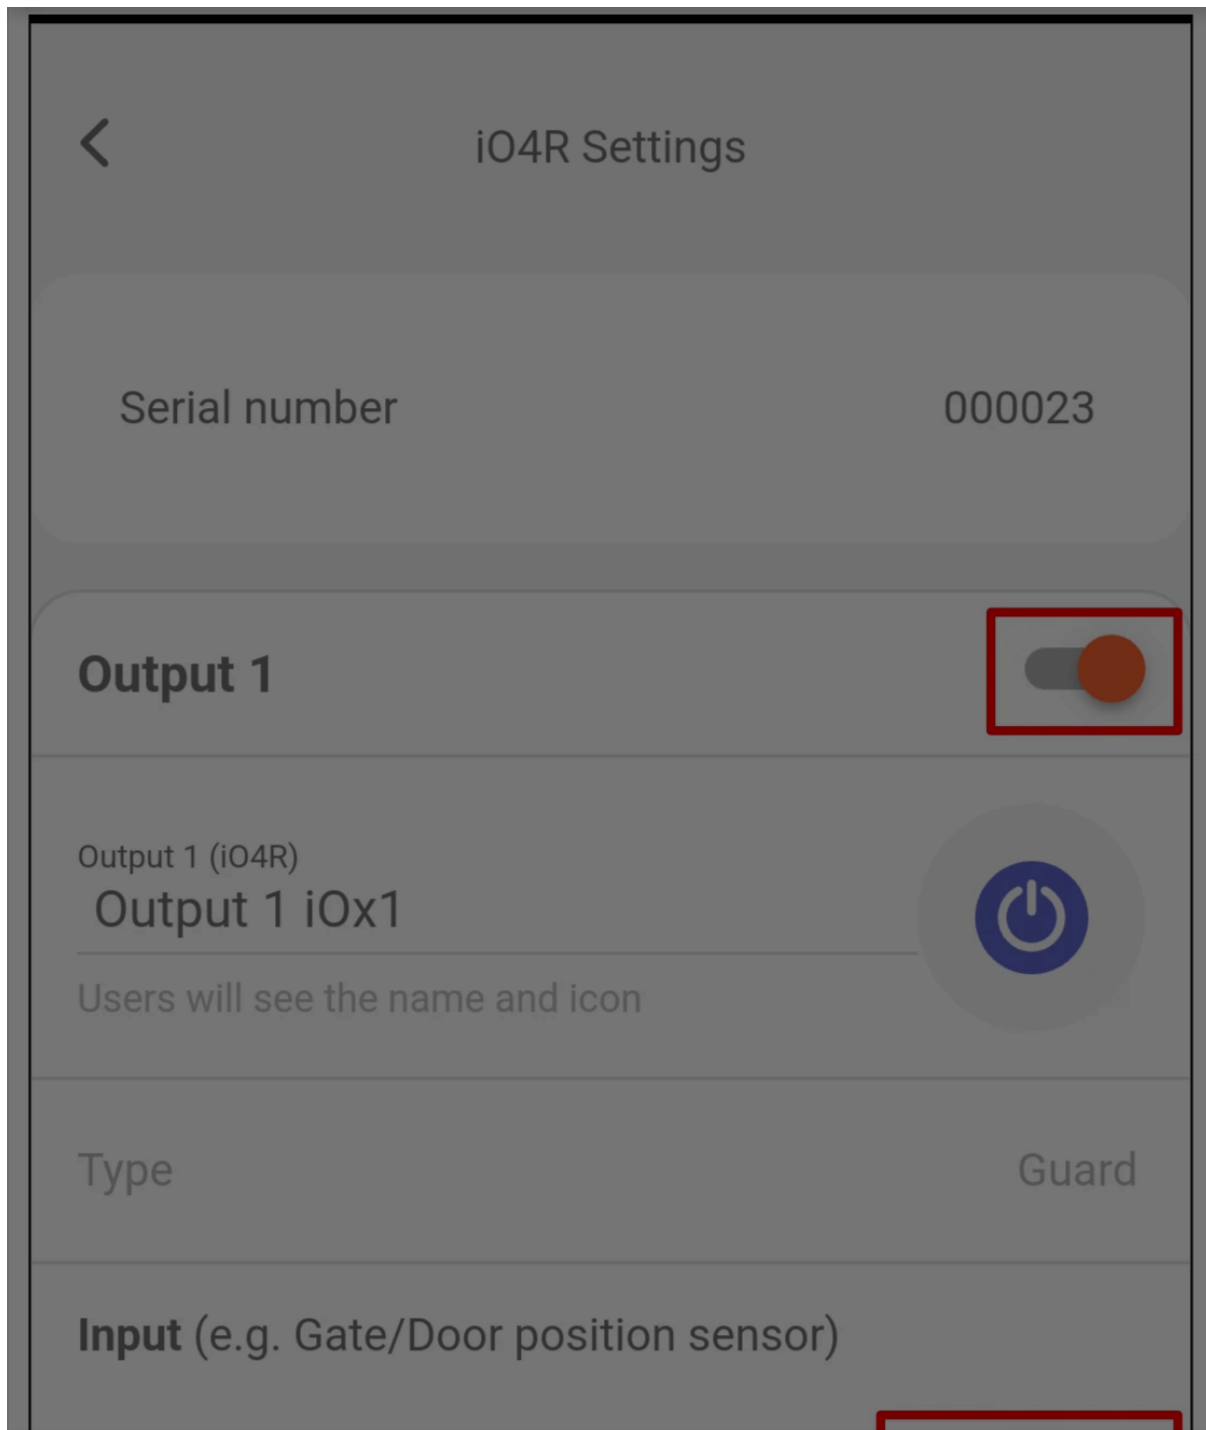 iO4R Settings
Serial number 000023
Output 1
Output 1 (iO4R)
Output 1 iOx1
Users will see the name and icon
Type Guard
Input (e.g. Gate/Door position sensor)